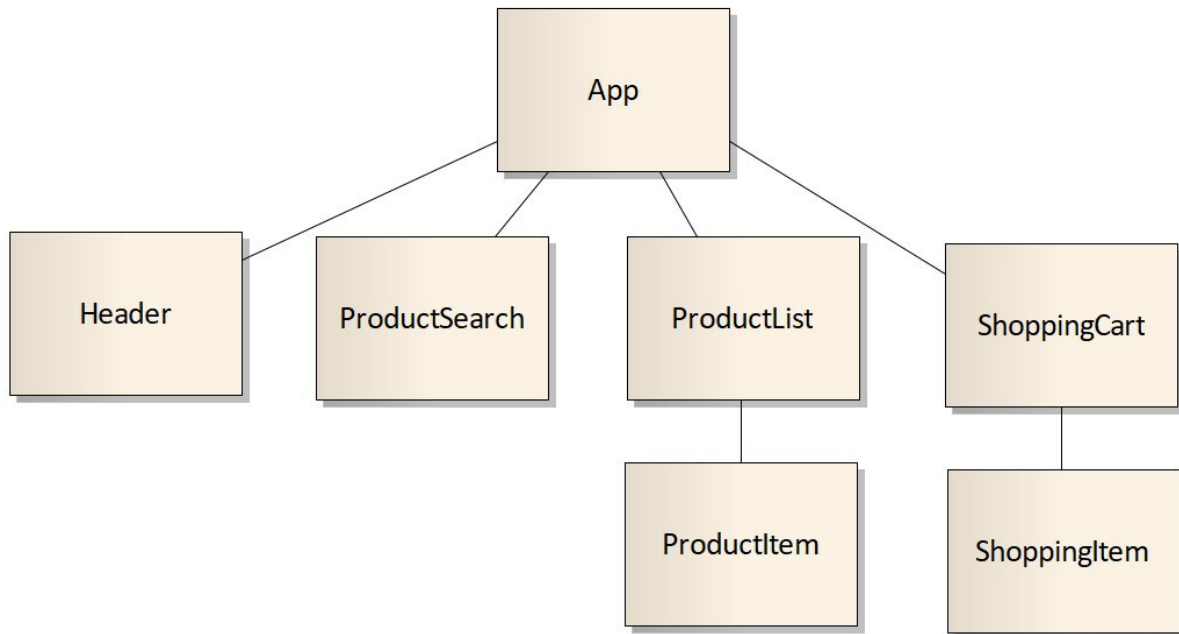 App
Header
ProductSearch
ProductList
ShoppingCart
ProductItem
ShoppingItem